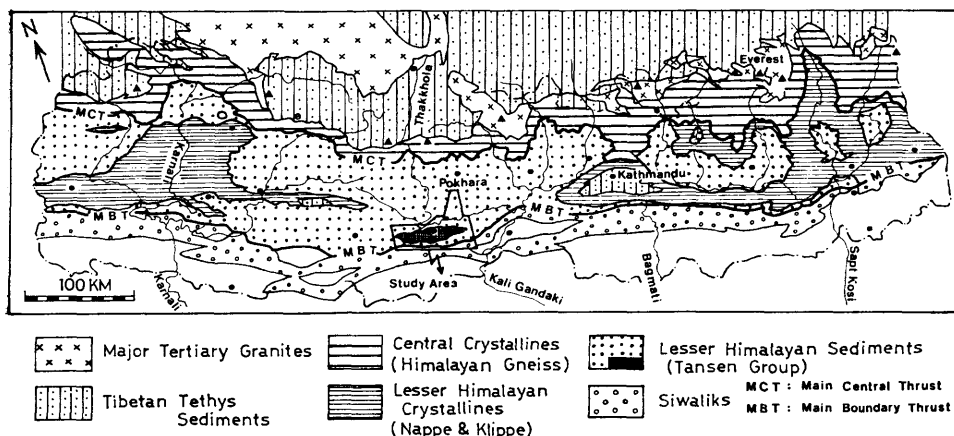 N
Everest
Thakkhola
MCT
MCT
Karnali
Kathmandu
Pokhara
MBT
MBT
MBT
MBT
Study Area
100 KM
Karnali
Kali Gandaki
Bagmati
Sapt Kosi
Major Tertiary Granites
Central Crystallines
(Himalayan Gneiss)
Lesser Himalayan Sediments
(Tansen Group)
Tibetan Tethys
Sediments
Lesser Himalayan
Crystallines
(Nappe & Klippe)
Siwaliks
MCT : Main Central Thrust
MBT : Main Boundary Thrust